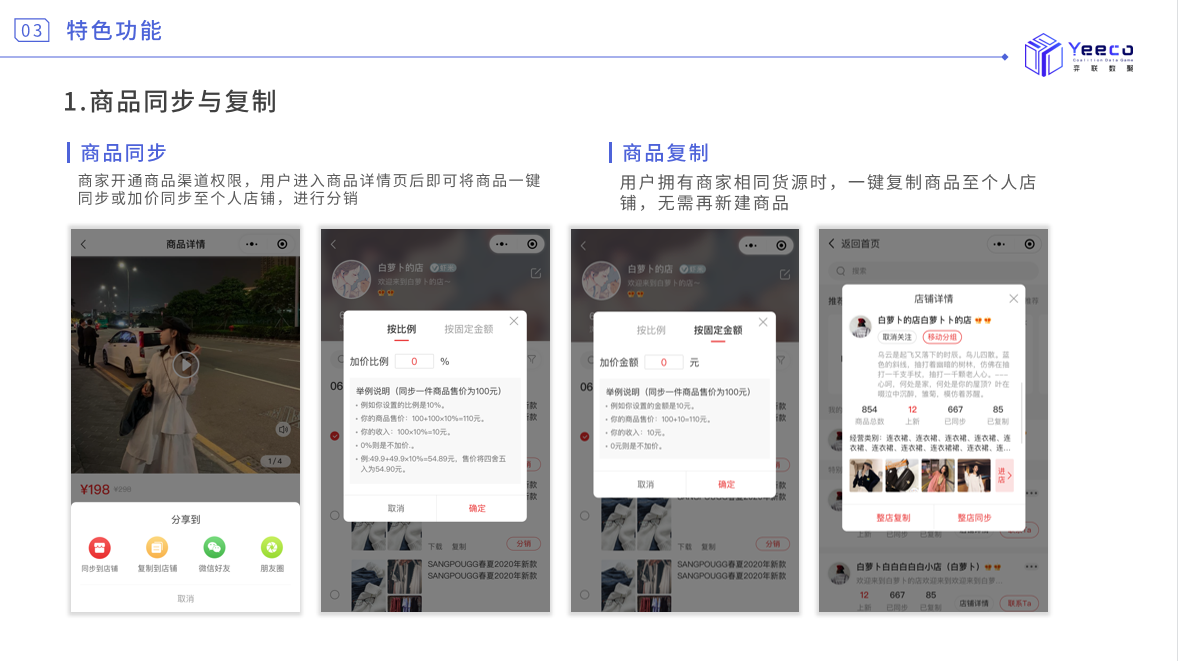 03 特色功能
Yeeco
弈联数聚
1.商品同步与复制
商品同步
商家开通商品渠道权限，用户进入商品详情页后即可将商品一键
同步或加价同步至个人店铺，进行分销
商品复制
用户拥有商家相同货源时，一键复制商品至个人店
铺，无需再新建商品
商品详情
1/4
¥198 ¥299
分享到
同步到店铺 复制到店铺 微信好友 朋友圈
取消
白萝卜的店
欢迎来到白萝卜的店～
按比例 按固定金额
加价比例 0 %
举例说明（同步一件商品售价为100元）
• 例如你设置的比例是10%。
• 你的商品售价：100+100×10%=110元。
• 你的收入：100×10%=10元。
• 0%则是不加价.。
• 例:49.9+49.9×10%=54.89元，售价将四舍五
入为54.90元。
取消 确定
下载 复制 分销
SANGPOUGG春夏2020年新款
SANGPOUGG春夏2020年新款
白萝卜的店
欢迎来到白萝卜的店～
按比例 按固定金额
加价金额 0 元
举例说明（同步一件商品售价为100元）
• 例如你设置的金额是10元。
• 你的商品售价：100+10=110元。
• 你的收入：10元。
• 0元则是不加价。
取消 确定
下载 复制 分销
SANGPOUGG春夏2020年新款
SANGPOUGG春夏2020年新款
返回首页
搜索
店铺详情
白萝卜的店白萝卜卜的店
取消关注 移动分组
乌云是起飞又落下的时辰。鸟儿四散。蓝
色的斜线，抽打着幽暗的树林，仿佛在抽
打一千支手杖，抽打一千颗老人心。~~~
心呵，何处是家，何处是你的屋顶？叶在
啜泣中沉醉，雏菊，模仿着苏醒。
854 12 667 85
商品总数 上新 已同步 已复制
经营类别：连衣裙、连衣裙、连衣裙、连衣裙、连
衣裙、连衣裙、连衣裙裙、连衣裙、连衣裙、连...
进店
整店复制 整店同步
上新 已同步 已复制
白萝卜白白白白白小店（白萝卜）
欢迎来到白萝卜的店欢迎来到欢迎来到白萝...
12 667 85
上新 已同步 已复制 店铺详情 联系Ta